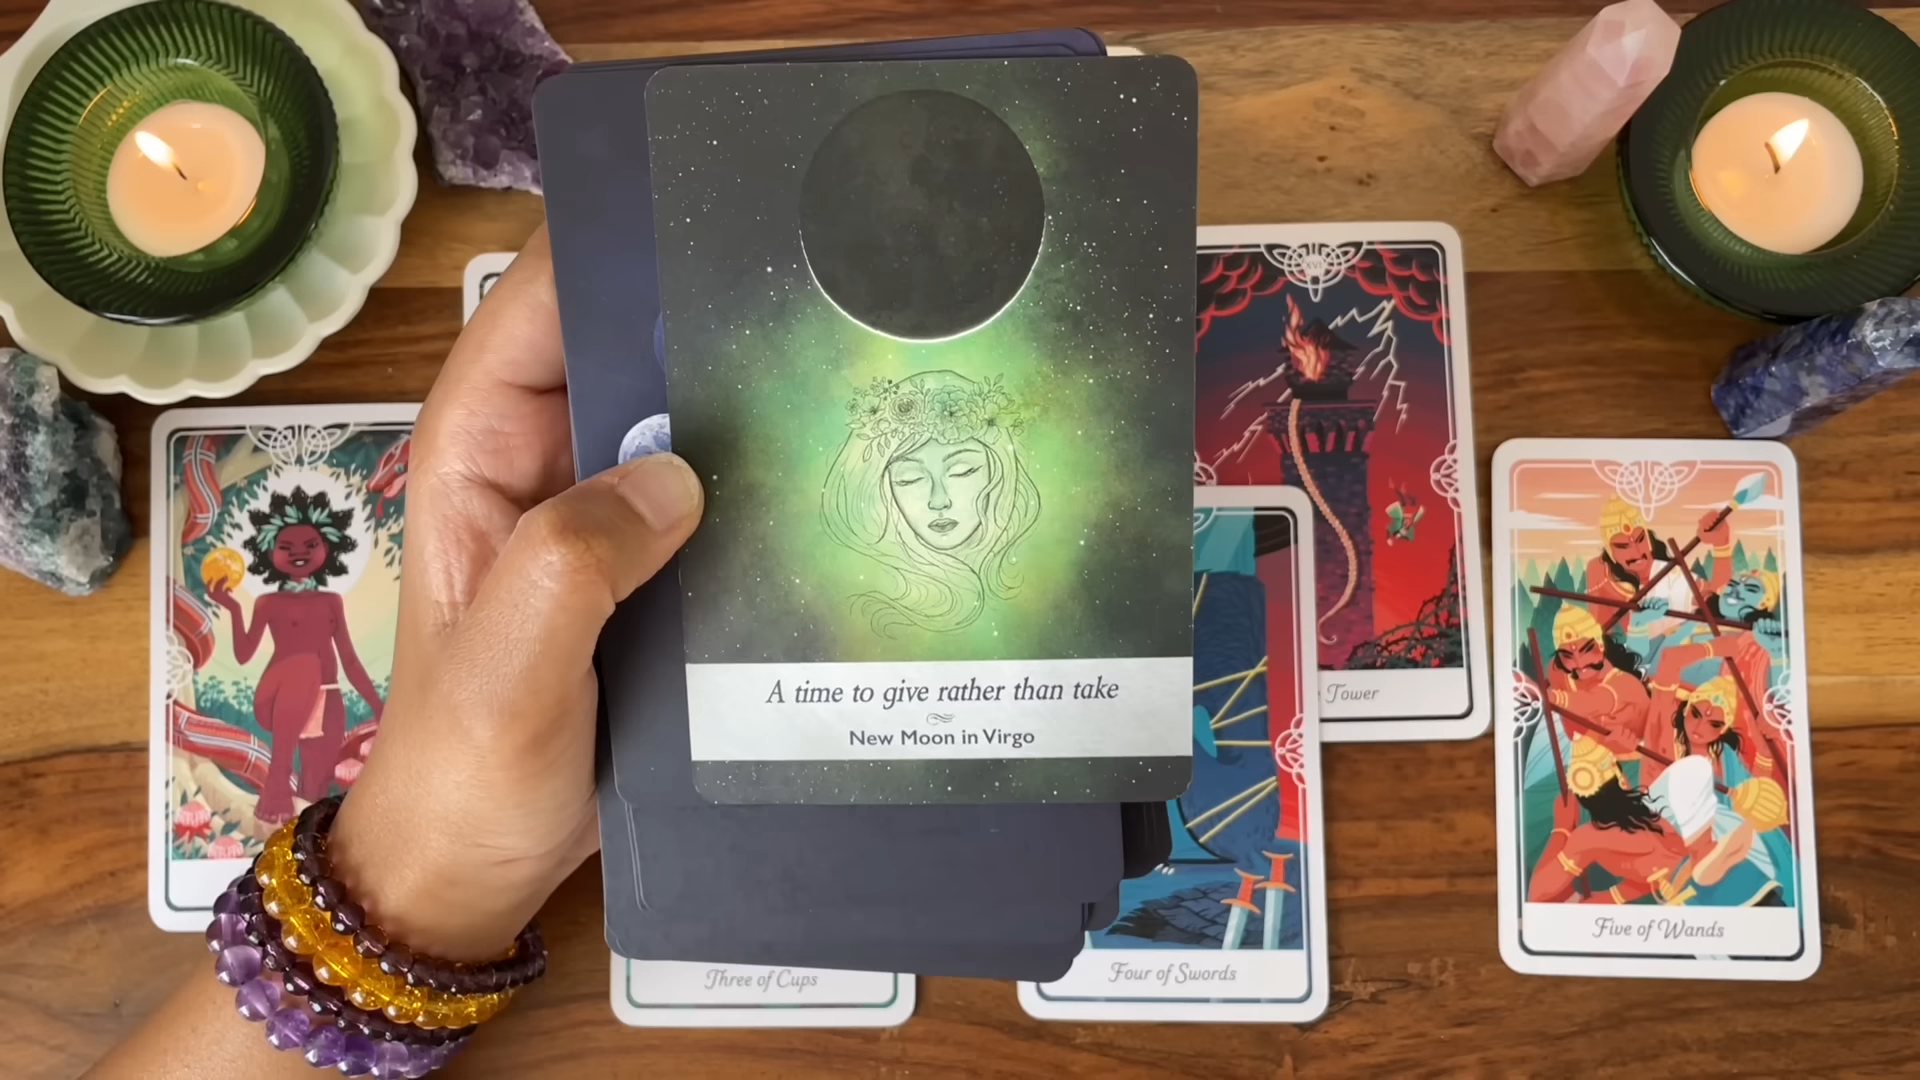 A time to give rather than take
New Moon in Virgo
XVI
Tower
Five of Wands
Three of Cups
Four of Swords